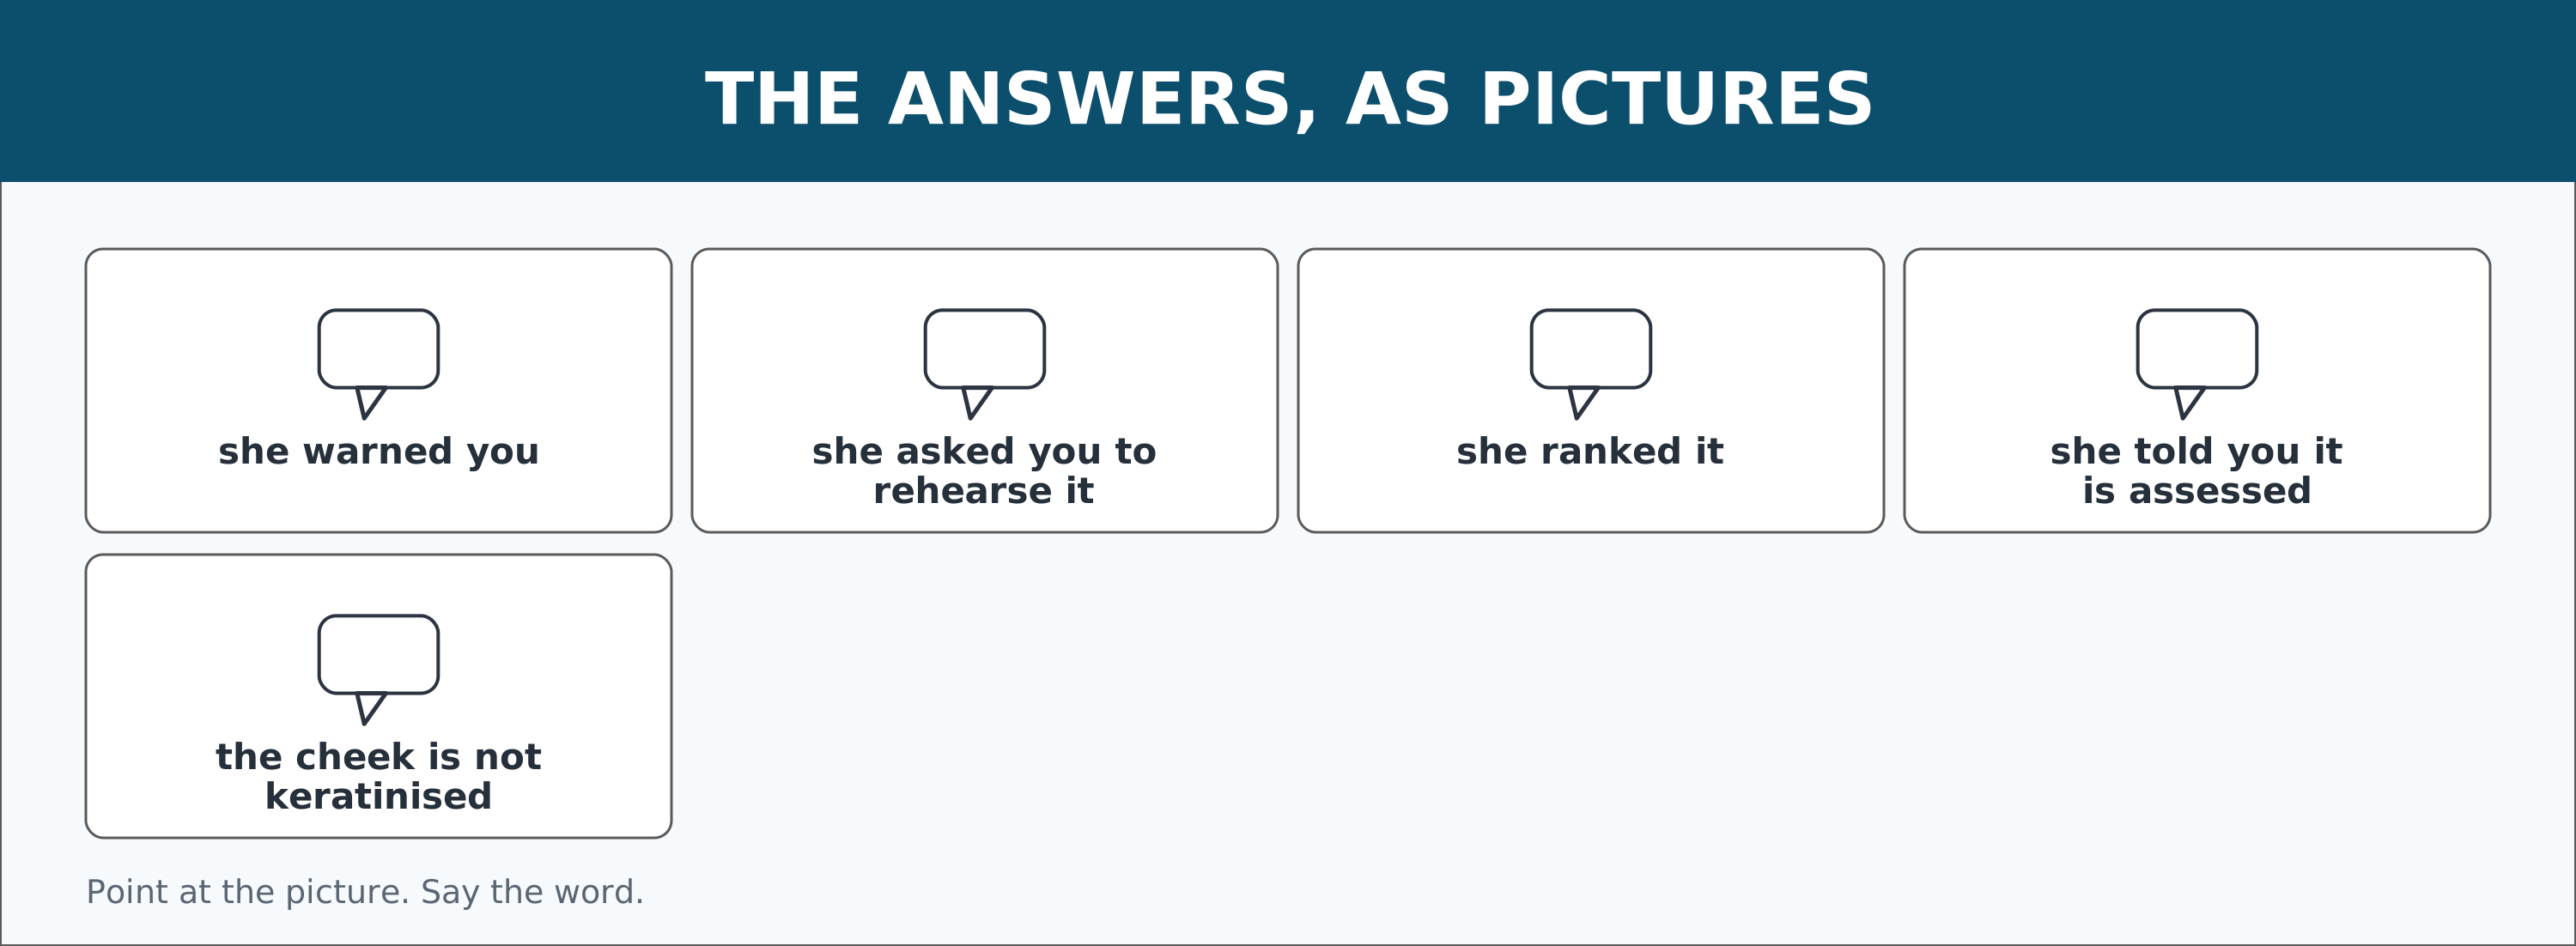 THE ANSWERS, AS PICTURES
she warned you
she asked you to
rehearse it
she ranked it
she told you it
is assessed
the cheek is not
keratinised
Point at the picture. Say the word.